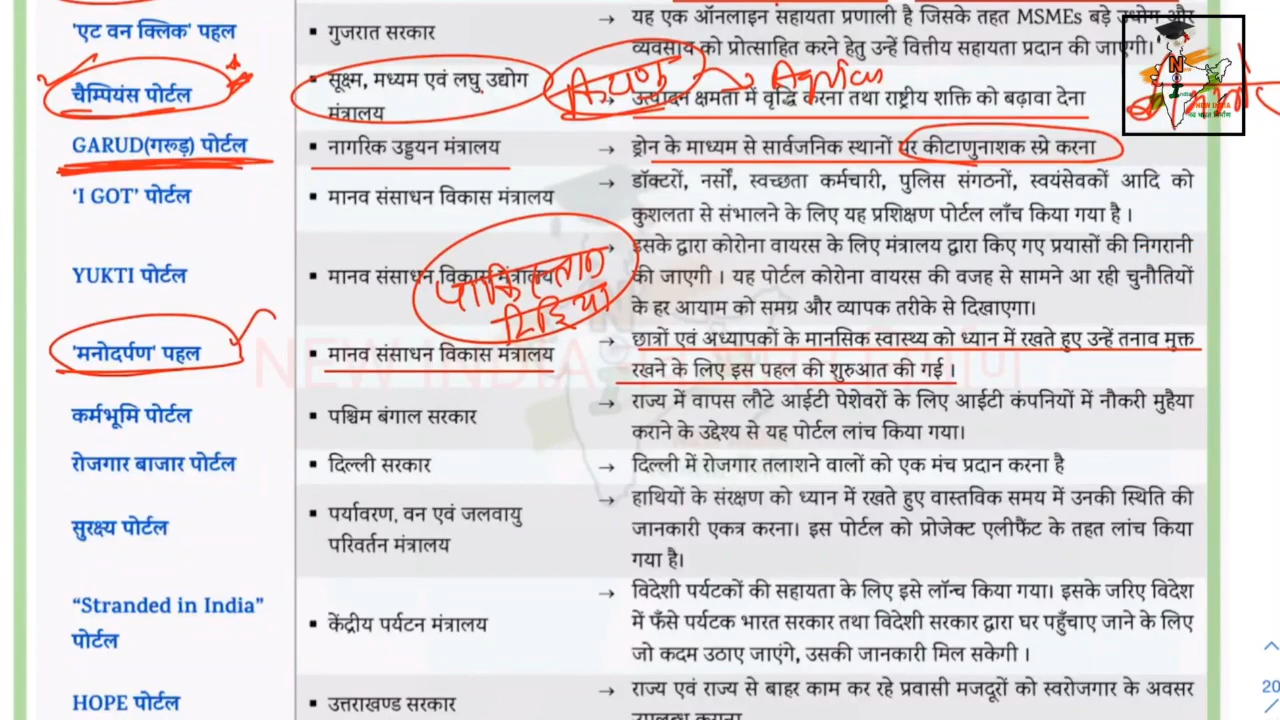 'एट वन क्लिक' पहल
▪ गुजरात सरकार
→ यह एक ऑनलाइन सहायता प्रणाली है जिसके तहत MSMEs बड़े उधोग और
व्यवसाय को प्रोत्साहित करने हेतु उन्हें वित्तीय सहायता प्रदान की जाएगी।
चैम्पियंस पोर्टल
▪ सूक्ष्म, मध्यम एवं लघु उद्योग
मंत्रालय
→ उत्पादन क्षमता में वृद्धि करना तथा राष्ट्रीय शक्ति को बढ़ावा देना
GARUD(गरूड़) पोर्टल
▪ नागरिक उड्डयन मंत्रालय
→ ड्रोन के माध्यम से सार्वजनिक स्थानों पर कीटाणुनाशक स्प्रे करना
‘I GOT’ पोर्टल
▪ मानव संसाधन विकास मंत्रालय
→ डॉक्टरों, नर्सों, स्वच्छता कर्मचारी, पुलिस संगठनों, स्वयंसेवकों आदि को
कुशलता से संभालने के लिए यह प्रशिक्षण पोर्टल लाँच किया गया है ।
YUKTI पोर्टल
▪ मानव संसाधन विकास मंत्रालय
→ इसके द्वारा कोरोना वायरस के लिए मंत्रालय द्वारा किए गए प्रयासों की निगरानी
की जाएगी । यह पोर्टल कोरोना वायरस की वजह से सामने आ रही चुनौतियों
के हर आयाम को समग्र और व्यापक तरीके से दिखाएगा।
पाकिस्तान
टिड्डिया
'मनोदर्पण' पहल
▪ मानव संसाधन विकास मंत्रालय
→ छात्रों एवं अध्यापकों के मानसिक स्वास्थ्य को ध्यान में रखते हुए उन्हें तनाव मुक्त
रखने के लिए इस पहल की शुरुआत की गई ।
कर्मभूमि पोर्टल
▪ पश्चिम बंगाल सरकार
→ राज्य में वापस लौटे आईटी पेशेवरों के लिए आईटी कंपनियों में नौकरी मुहैया
कराने के उद्देश्य से यह पोर्टल लांच किया गया।
रोजगार बाजार पोर्टल
▪ दिल्ली सरकार
→ दिल्ली में रोजगार तलाशने वालों को एक मंच प्रदान करना है
सुरक्ष्य पोर्टल
▪ पर्यावरण, वन एवं जलवायु
परिवर्तन मंत्रालय
→ हाथियों के संरक्षण को ध्यान में रखते हुए वास्तविक समय में उनकी स्थिति की
जानकारी एकत्र करना। इस पोर्टल को प्रोजेक्ट एलीफैंट के तहत लांच किया
गया है।
“Stranded in India”
पोर्टल
▪ केंद्रीय पर्यटन मंत्रालय
→ विदेशी पर्यटकों की सहायता के लिए इसे लॉन्च किया गया। इसके जरिए विदेश
में फँसे पर्यटक भारत सरकार तथा विदेशी सरकार द्वारा घर पहुँचाए जाने के लिए
जो कदम उठाए जाएंगे, उसकी जानकारी मिल सकेगी ।
HOPE पोर्टल
▪ उत्तराखण्ड सरकार
→ राज्य एवं राज्य से बाहर काम कर रहे प्रवासी मजदूरों को स्वरोजगार के अवसर
20